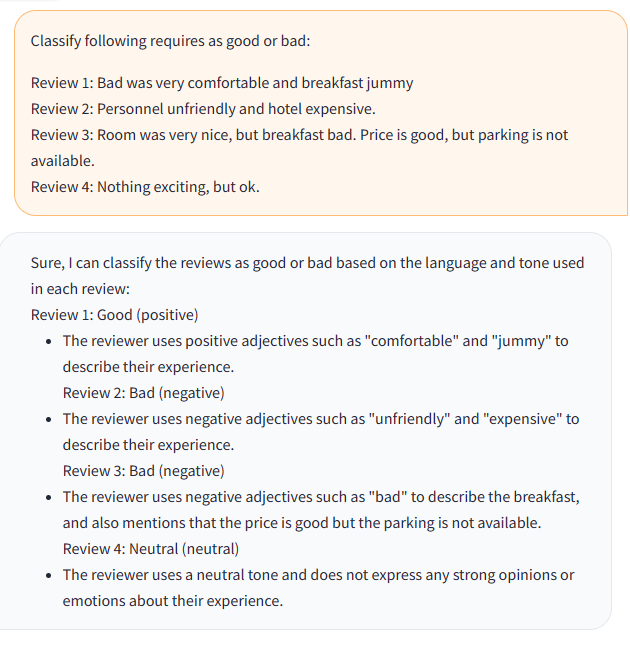 Classify following requires as good or bad:
Review 1: Bad was very comfortable and breakfast jummy
Review 2: Personnel unfriendly and hotel expensive.
Review 3: Room was very nice, but breakfast bad. Price is good, but parking is not
available.
Review 4: Nothing exciting, but ok.
Sure, I can classify the reviews as good or bad based on the language and tone used
in each review:
Review 1: Good (positive)
• The reviewer uses positive adjectives such as "comfortable" and "jummy" to
describe their experience.
Review 2: Bad (negative)
• The reviewer uses negative adjectives such as "unfriendly" and "expensive" to
describe their experience.
Review 3: Bad (negative)
• The reviewer uses negative adjectives such as "bad" to describe the breakfast,
and also mentions that the price is good but the parking is not available.
Review 4: Neutral (neutral)
• The reviewer uses a neutral tone and does not express any strong opinions or
emotions about their experience.